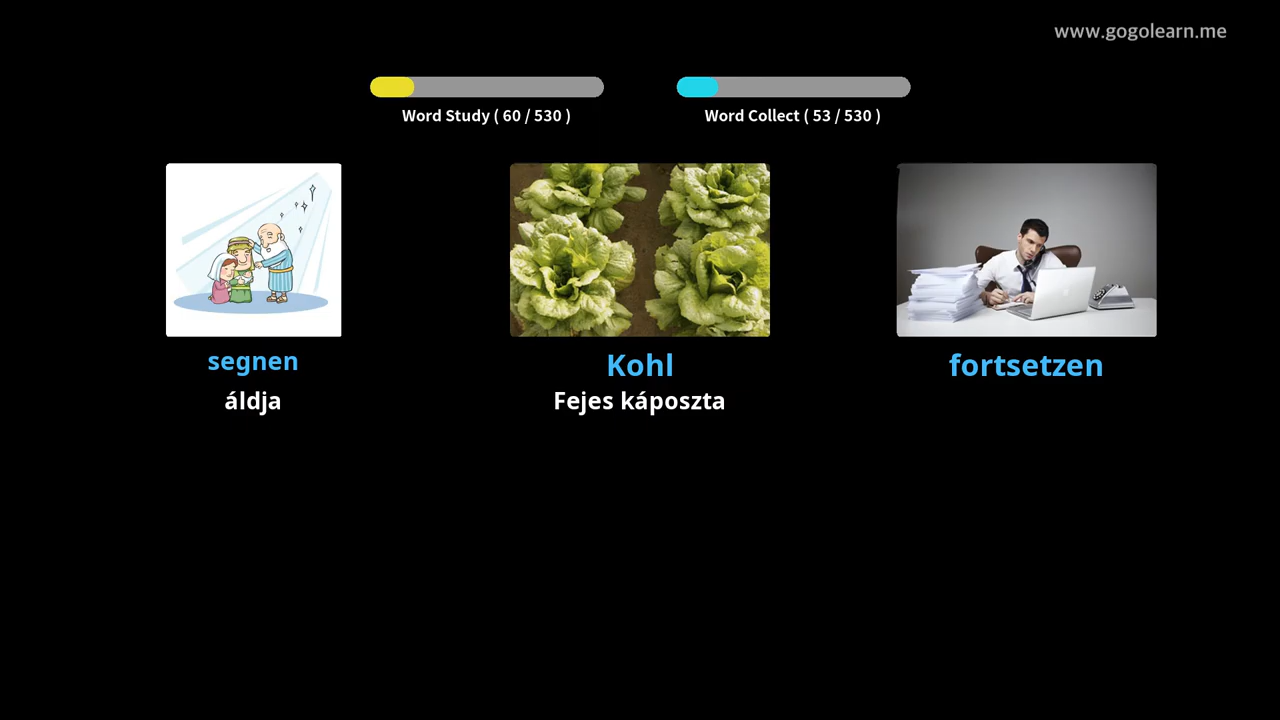 www.gogolearn.me
Word Study ( 60 / 530 )
Word Collect ( 53 / 530 )
segnen
áldja
Kohl
Fejes káposzta
fortsetzen